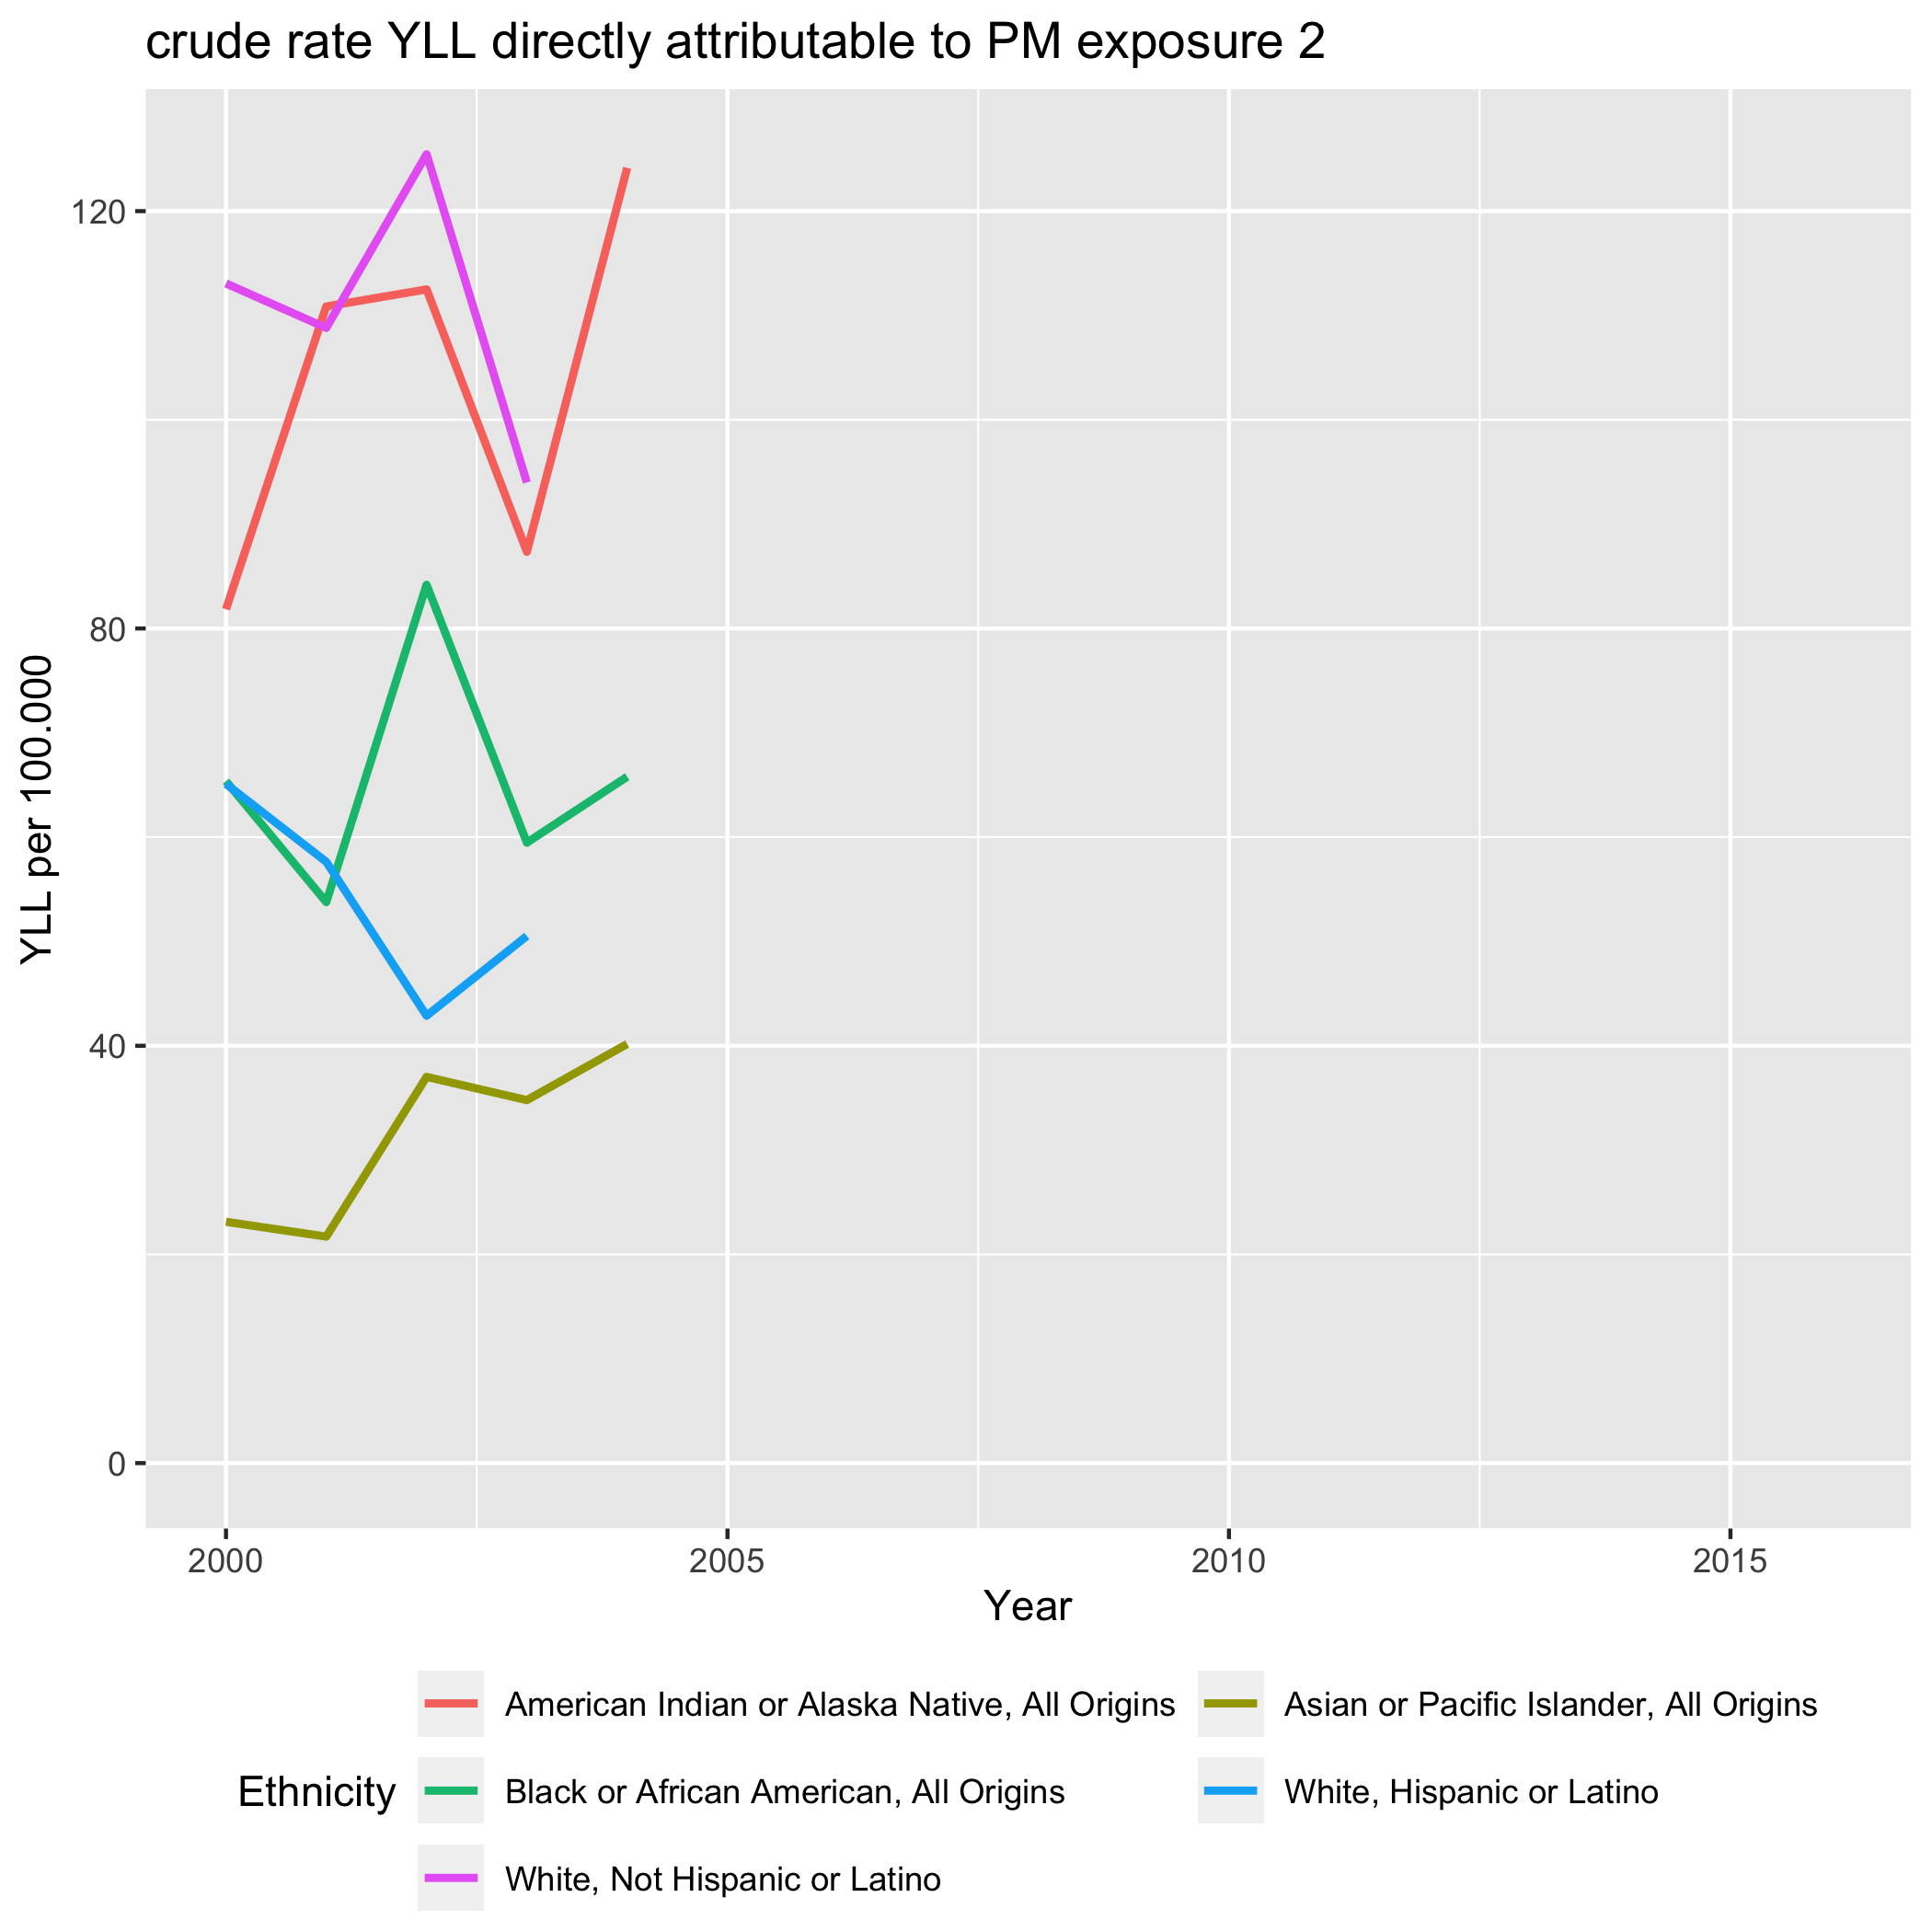 crude rate YLL directly attributable to PM exposure 2
YLL per 100.000
120
80
40
0
2000 2005 2010 2015
Year
Ethnicity
American Indian or Alaska Native, All Origins
Asian or Pacific Islander, All Origins
Black or African American, All Origins
White, Hispanic or Latino
White, Not Hispanic or Latino